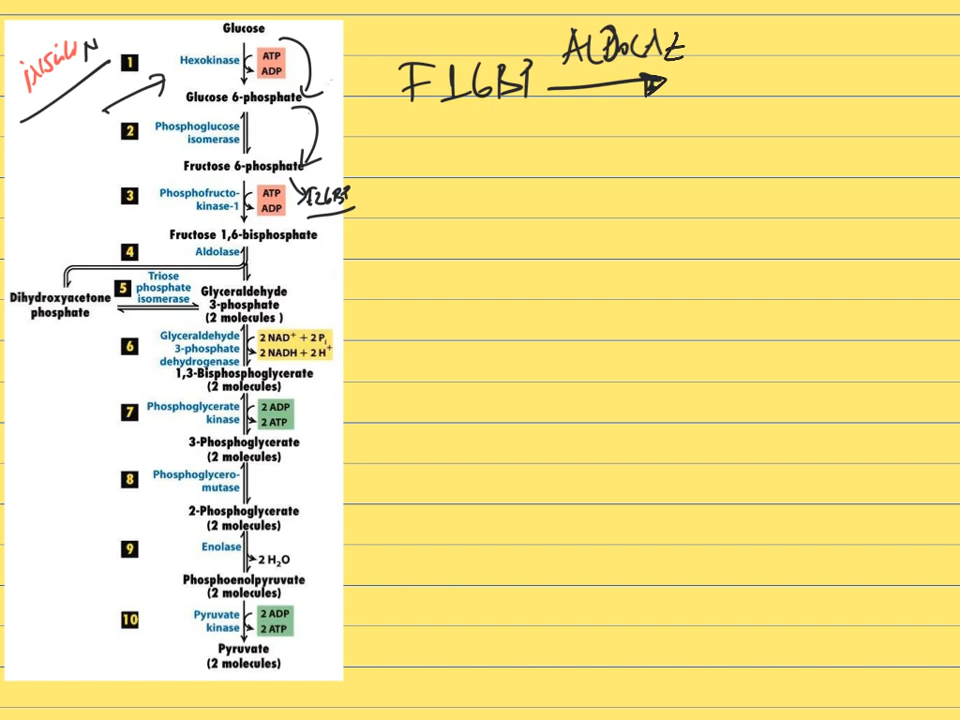 Glucose
insulin
1
Hexokinase
ATP
ADP
Glucose 6-phosphate
2
Phosphoglucose
isomerase
Fructose 6-phosphate
3
Phosphofructo-
kinase-1
ATP
ADP
F26BP
Fructose 1,6-bisphosphate
4
Aldolase
5
Triose
phosphate
isomerase
Dihydroxyacetone
phosphate
Glyceraldehyde
3-phosphate
(2 molecules )
6
Glyceraldehyde
3-phosphate
dehydrogenase
2 NAD⁺ + 2 Pᵢ
2 NADH + 2 H⁺
1,3-Bisphosphoglycerate
(2 molecules)
7
Phosphoglycerate
kinase
2 ADP
2 ATP
3-Phosphoglycerate
(2 molecules)
8
Phosphoglycero-
mutase
2-Phosphoglycerate
(2 molecules)
9
Enolase
2 H₂O
Phosphoenolpyruvate
(2 molecules)
10
Pyruvate
kinase
2 ADP
2 ATP
Pyruvate
(2 molecules)
F16BP